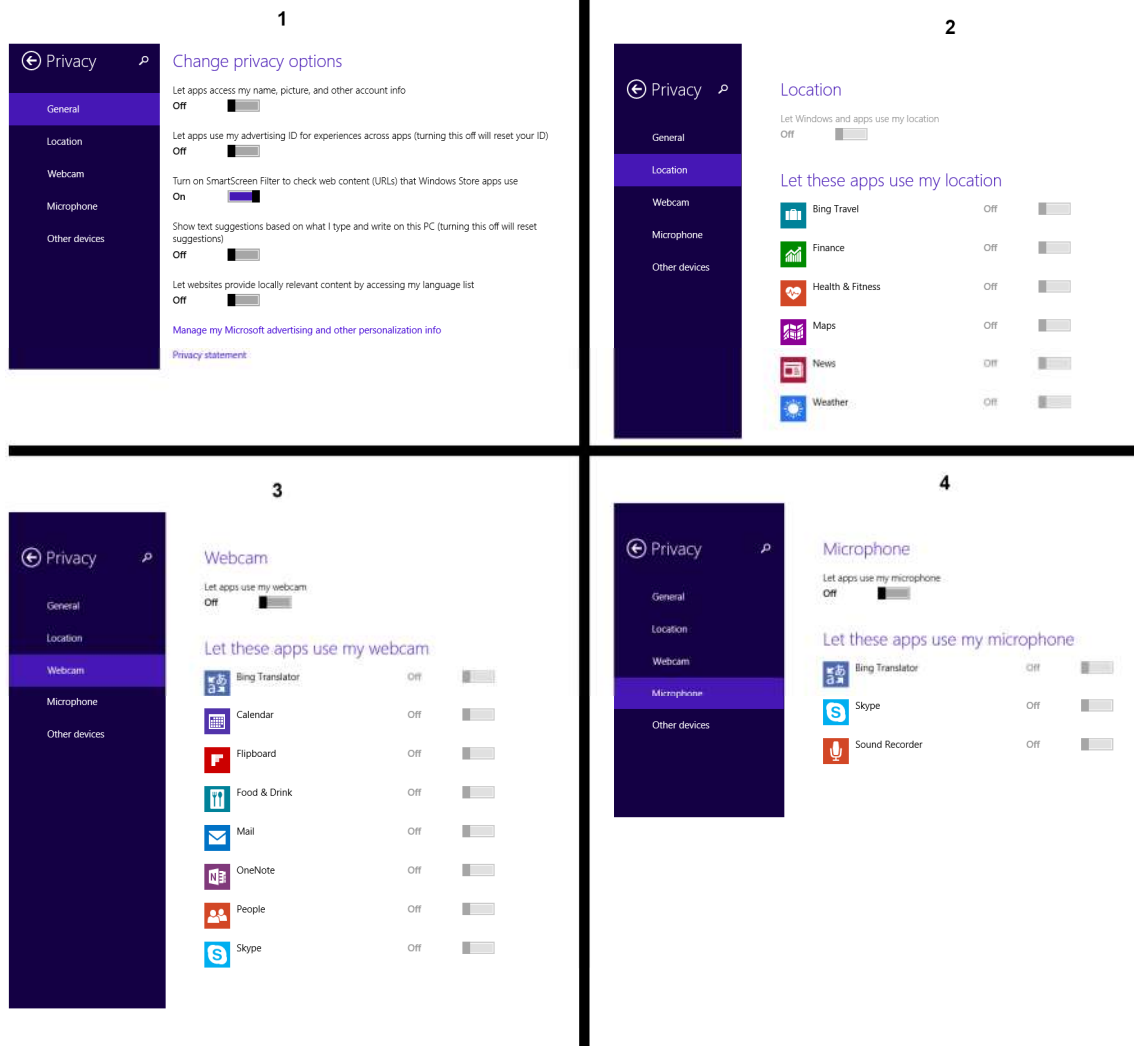 1
Privacy
General
Location
Webcam
Microphone
Other devices
Change privacy options
Let apps access my name, picture, and other account info
Off
Let apps use my advertising ID for experiences across apps (turning this off will reset your ID)
Off
Turn on SmartScreen Filter to check web content (URLs) that Windows Store apps use
On
Show text suggestions based on what I type and write on this PC (turning this off will reset
suggestions)
Off
Let websites provide locally relevant content by accessing my language list
Off
Manage my Microsoft advertising and other personalization info
Privacy statement
2
Privacy
General
Location
Webcam
Microphone
Other devices
Location
Let Windows and apps use my location
Off
Let these apps use my location
Bing Travel Off
Finance Off
Health & Fitness Off
Maps Off
News Off
Weather Off
3
Privacy
General
Location
Webcam
Microphone
Other devices
Webcam
Let apps use my webcam
Off
Let these apps use my webcam
Bing Translator Off
Calendar Off
Flipboard Off
Food & Drink Off
Mail Off
OneNote Off
People Off
Skype Off
4
Privacy
General
Location
Webcam
Microphone
Other devices
Microphone
Let apps use my microphone
Off
Let these apps use my microphone
Bing Translator Off
Skype Off
Sound Recorder Off